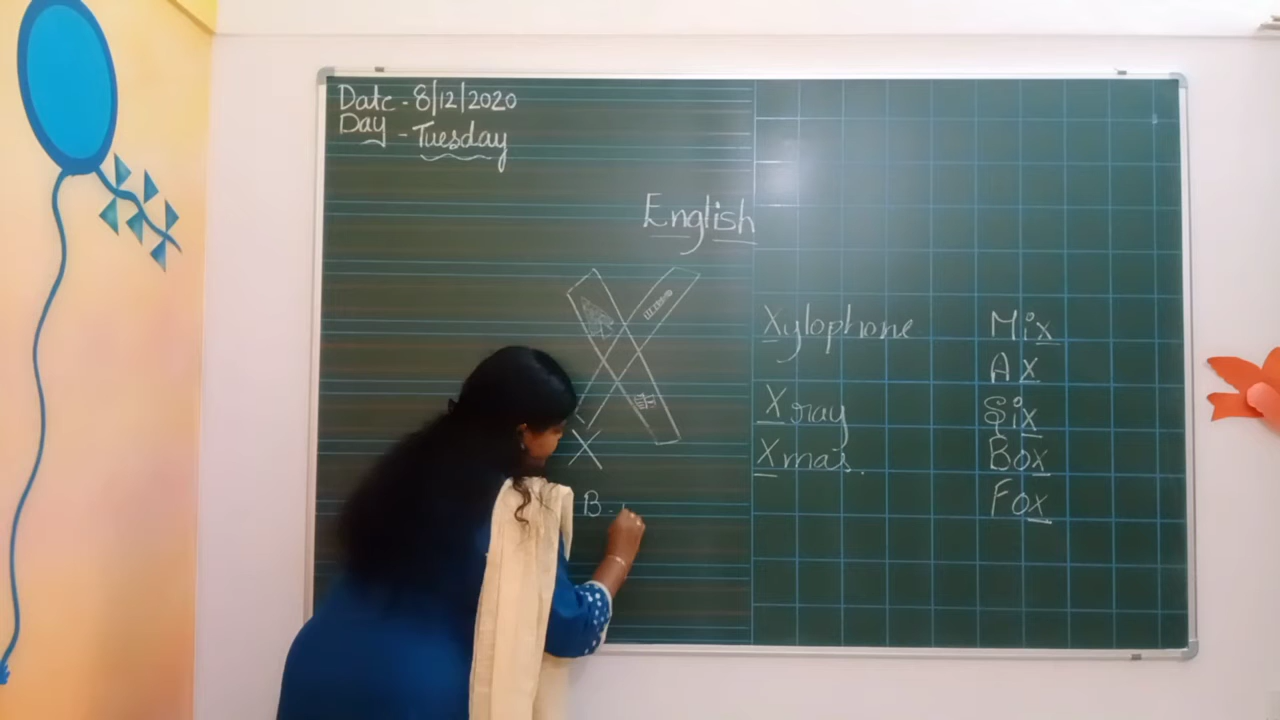 Date - 8/12/2020
Day - Tuesday
English
Xylophone
Xray
Xmas.
X
B -
Mix
Ax
Six
Box
Fox